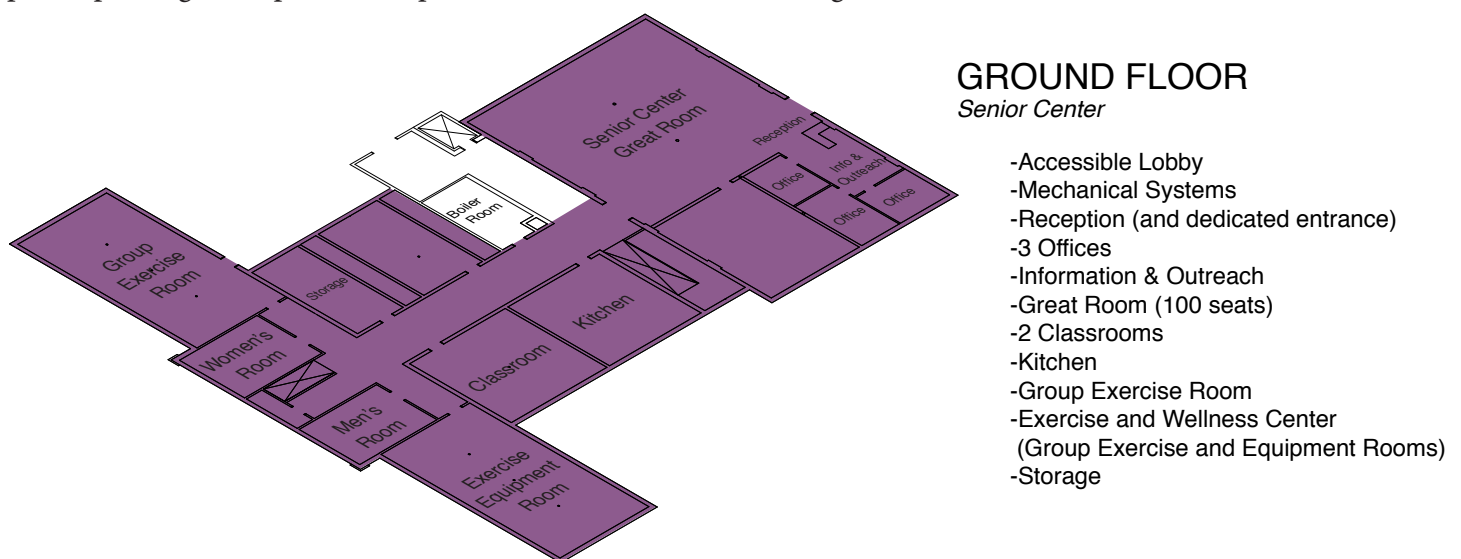 Senior Center
Great Room
Reception
Info &
Outreach
Office
Office
Office
Boiler
Room
Group
Exercise
Room
Storage
Women's
Room
Kitchen
Classroom
Men's
Room
Exercise
Equipment
Room
GROUND FLOOR
Senior Center
-Accessible Lobby
-Mechanical Systems
-Reception (and dedicated entrance)
-3 Offices
-Information & Outreach
-Great Room (100 seats)
-2 Classrooms
-Kitchen
-Group Exercise Room
-Exercise and Wellness Center
(Group Exercise and Equipment Rooms)
-Storage